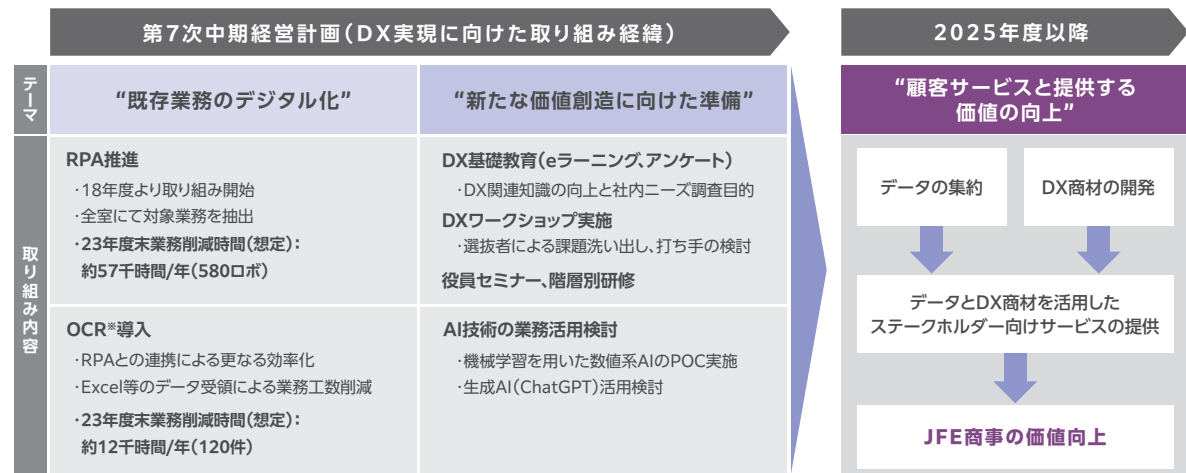 第7次中期経営計画（DX実現に向けた取り組み経緯）
2025年度以降
テーマ
“既存業務のデジタル化”
“新たな価値創造に向けた準備”
“顧客サービスと提供する
価値の向上”
取り組み内容
RPA推進
・18年度より取り組み開始
・全室にて対象業務を抽出
・23年度末業務削減時間（想定）：
約57千時間/年（580ロボ）
DX基礎教育（eラーニング、アンケート）
・DX関連知識の向上と社内ニーズ調査目的
DXワークショップ実施
・選抜者による課題洗い出し、打ち手の検討
役員セミナー、階層別研修
OCR※導入
・RPAとの連携による更なる効率化
・Excel等のデータ受領による業務工数削減
・23年度末業務削減時間（想定）：
約12千時間/年（120件）
AI技術の業務活用検討
・機械学習を用いた数値系AIのPOC実施
・生成AI（ChatGPT）活用検討
データの集約
DX商材の開発
データとDX商材を活用した
ステークホルダー向けサービスの提供
JFE商事の価値向上